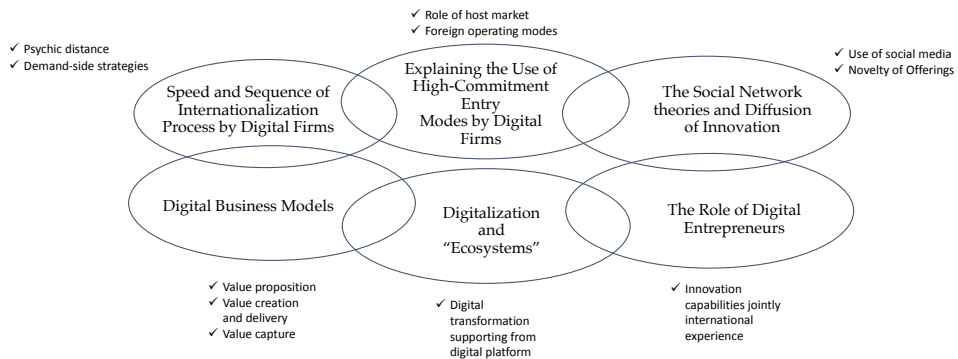 ✓ Role of host market
✓ Foreign operating modes
✓ Psychic distance
✓ Demand-side strategies
✓ Use of social media
✓ Novelty of Offerings
Speed and Sequence of
Internationalization
Process by Digital Firms
Explaining the Use of
High-Commitment
Entry
Modes by Digital
Firms
The Social Network
theories and Diffusion
of Innovation
Digital Business Models
Digitalization
and
“Ecosystems”
The Role of Digital
Entrepreneurs
✓ Value proposition
✓ Value creation
and delivery
✓ Value capture
✓ Digital
transformation
supporting from
digital platform
✓ Innovation
capabilities jointly
international
experience